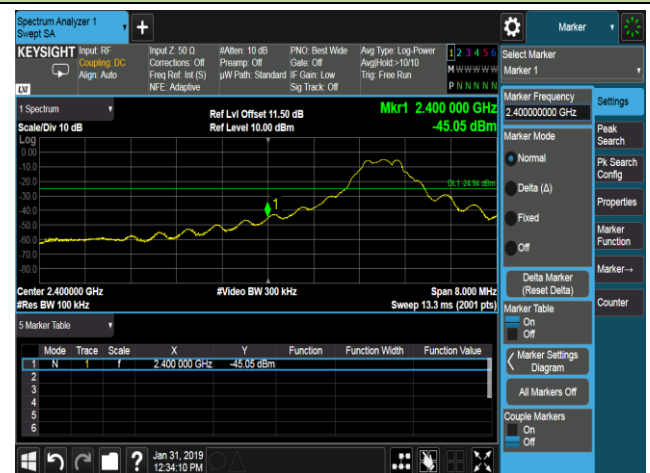 Spectrum Analyzer 1
Swept SA
+
Marker
KEYSIGHT
Input: RF
Coupling: DC
Align: Auto
Input Z: 50 Ω
Corrections: Off
Freq Ref: Int (S)
NFE: Adaptive
#Atten: 10 dB
Preamp: Off
µW Path: Standard
PNO: Best Wide
Gate: Off
IF Gain: Low
Sig Track: Off
Avg Type: Log-Power
Avg|Hold:>10/10
Trig: Free Run
1 2 3 4 5 6
M W W W W W
P N N N N N
LXI
Select Marker
Marker 1
1 Spectrum
Scale/Div 10 dB
Log
Ref Lvl Offset 11.50 dB
Ref Level 10.00 dBm
Mkr1 2.400 000 GHz
-45.05 dBm
0.00
-10.0
-20.0
-30.0
-40.0
-50.0
-60.0
-70.0
-80.0
DL1 -24.94 dBm
1
Center 2.400000 GHz
#Res BW 100 kHz
#Video BW 300 kHz
Span 8.000 MHz
Sweep 13.3 ms (2001 pts)
5 Marker Table
Mode Trace Scale X Y Function Function Width Function Value
1 N 1 f 2.400 000 GHz -45.05 dBm
2
3
4
5
6
Marker Frequency
2.400000000 GHz
Marker Mode
Normal
Delta (Δ)
Fixed
Off
Delta Marker
(Reset Delta)
Marker Table
On
Off
Marker Settings
Diagram
All Markers Off
Couple Markers
On
Off
Settings
Peak
Search
Pk Search
Config
Properties
Marker
Function
Marker→
Counter
?
Jan 31, 2019
12:34:10 PM